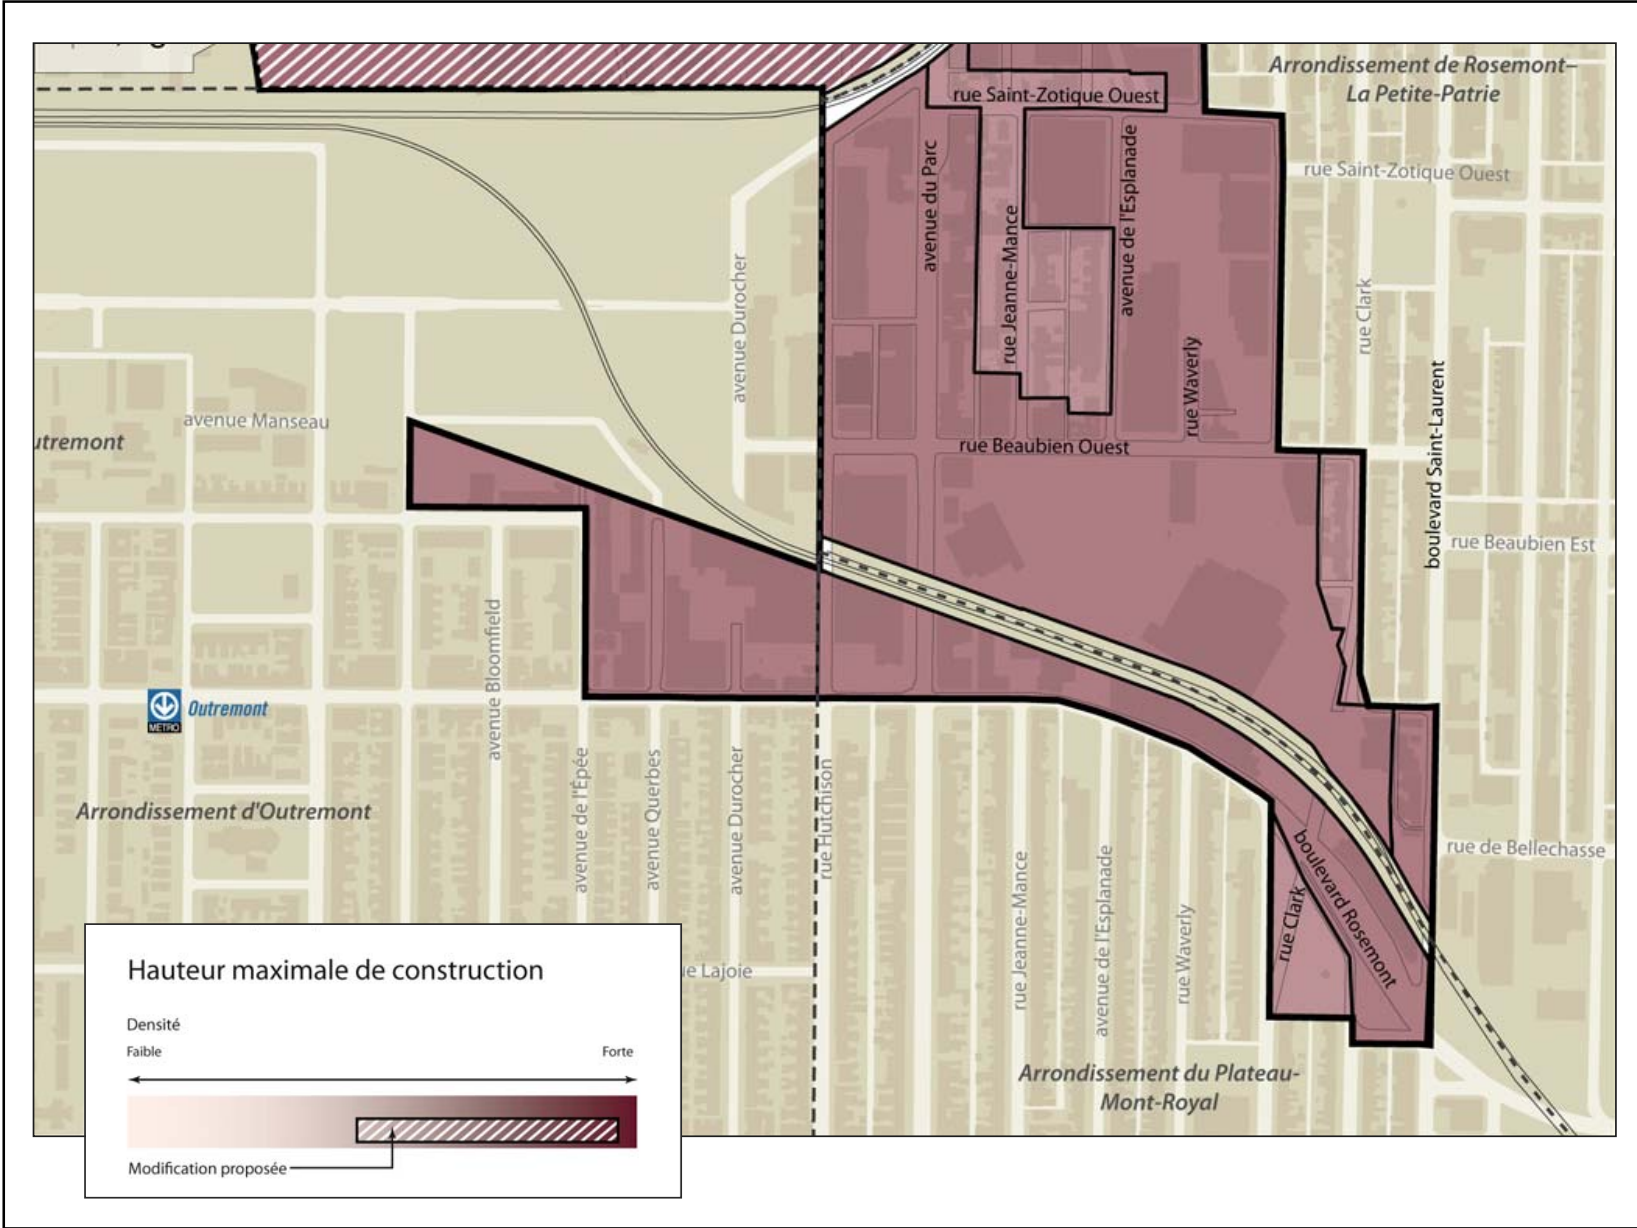 Arrondissement de Rosemont–
La Petite-Patrie
rue Saint-Zotique Ouest
rue Saint-Zotique Ouest
avenue du Parc
avenue de l'Esplanade
rue Jeanne-Mance
avenue Durocher
rue Clark
rue Waverly
boulevard Saint-Laurent
avenue Manseau
utremont
rue Beaubien Ouest
rue Beaubien Est
avenue Bloomfield
METRO
Outremont
Arrondissement d'Outremont
avenue de l'Épée
avenue Querbes
avenue Durocher
rue Hutchison
rue Jeanne-Mance
avenue de l'Esplanade
rue Waverly
rue Clark
boulevard Rosemont
rue de Bellechasse
ue Lajoie
Arrondissement du Plateau-
Mont-Royal
Hauteur maximale de construction
Densité
Faible Forte
Modification proposée